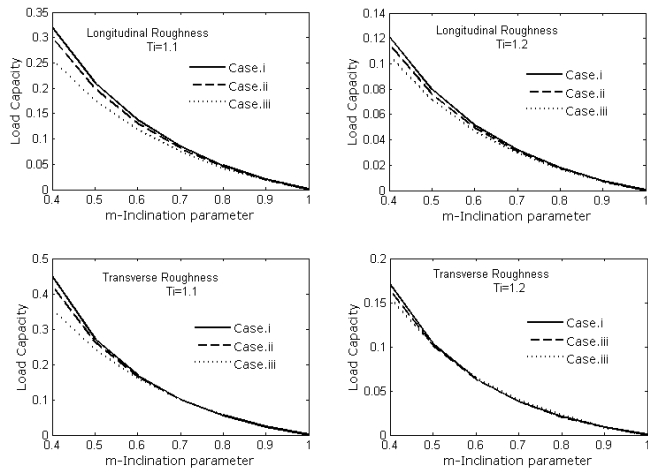 Longitudinal Roughness
Ti=1.1
Case.i
Case.ii
Case.iii
Load Capacity
0.35
0.3
0.25
0.2
0.15
0.1
0.05
0
0.4 0.5 0.6 0.7 0.8 0.9 1
m-Inclination parameter
Longitudinal Roughness
Ti=1.2
Case.i
Case.ii
Case.iii
Load Capacity
0.14
0.12
0.1
0.08
0.06
0.04
0.02
0
0.4 0.5 0.6 0.7 0.8 0.9 1
m-Inclination parameter
Transverse Roughness
Ti=1.1
Case.i
Case.ii
Case.iii
Load Capacity
0.5
0.4
0.3
0.2
0.1
0
0.4 0.5 0.6 0.7 0.8 0.9 1
m-Inclination parameter
Transverse Roughness
Ti=1.2
Case.i
Case.ii
Case.iii
Load Capacity
0.2
0.15
0.1
0.05
0
0.4 0.5 0.6 0.7 0.8 0.9 1
m-Inclination parameter